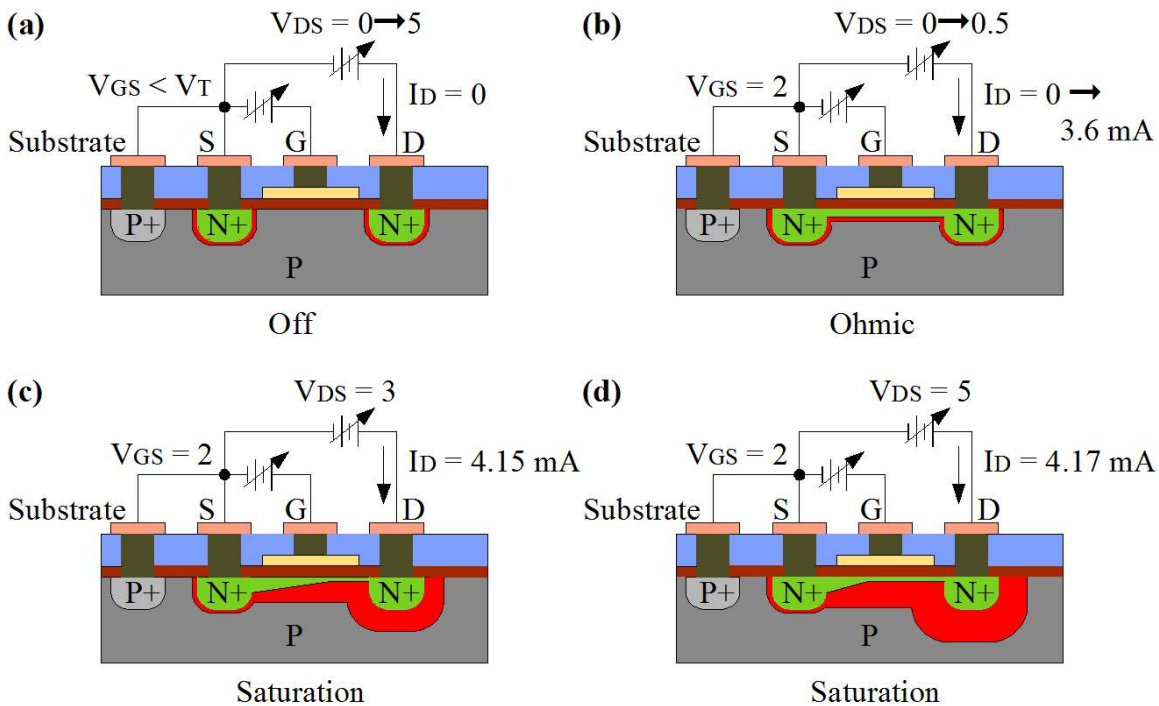 (a)
VDS = 0→5
VGS < VT
ID = 0
Substrate S G D
P+ N+ N+
P
Off
(b)
VDS = 0→0.5
VGS = 2
ID = 0 →
3.6 mA
Substrate S G D
P+ N+ N+
P
Ohmic
(c)
VDS = 3
VGS = 2
ID = 4.15 mA
Substrate S G D
P+ N+ N+
P
Saturation
(d)
VDS = 5
VGS = 2
ID = 4.17 mA
Substrate S G D
P+ N+ N+
P
Saturation